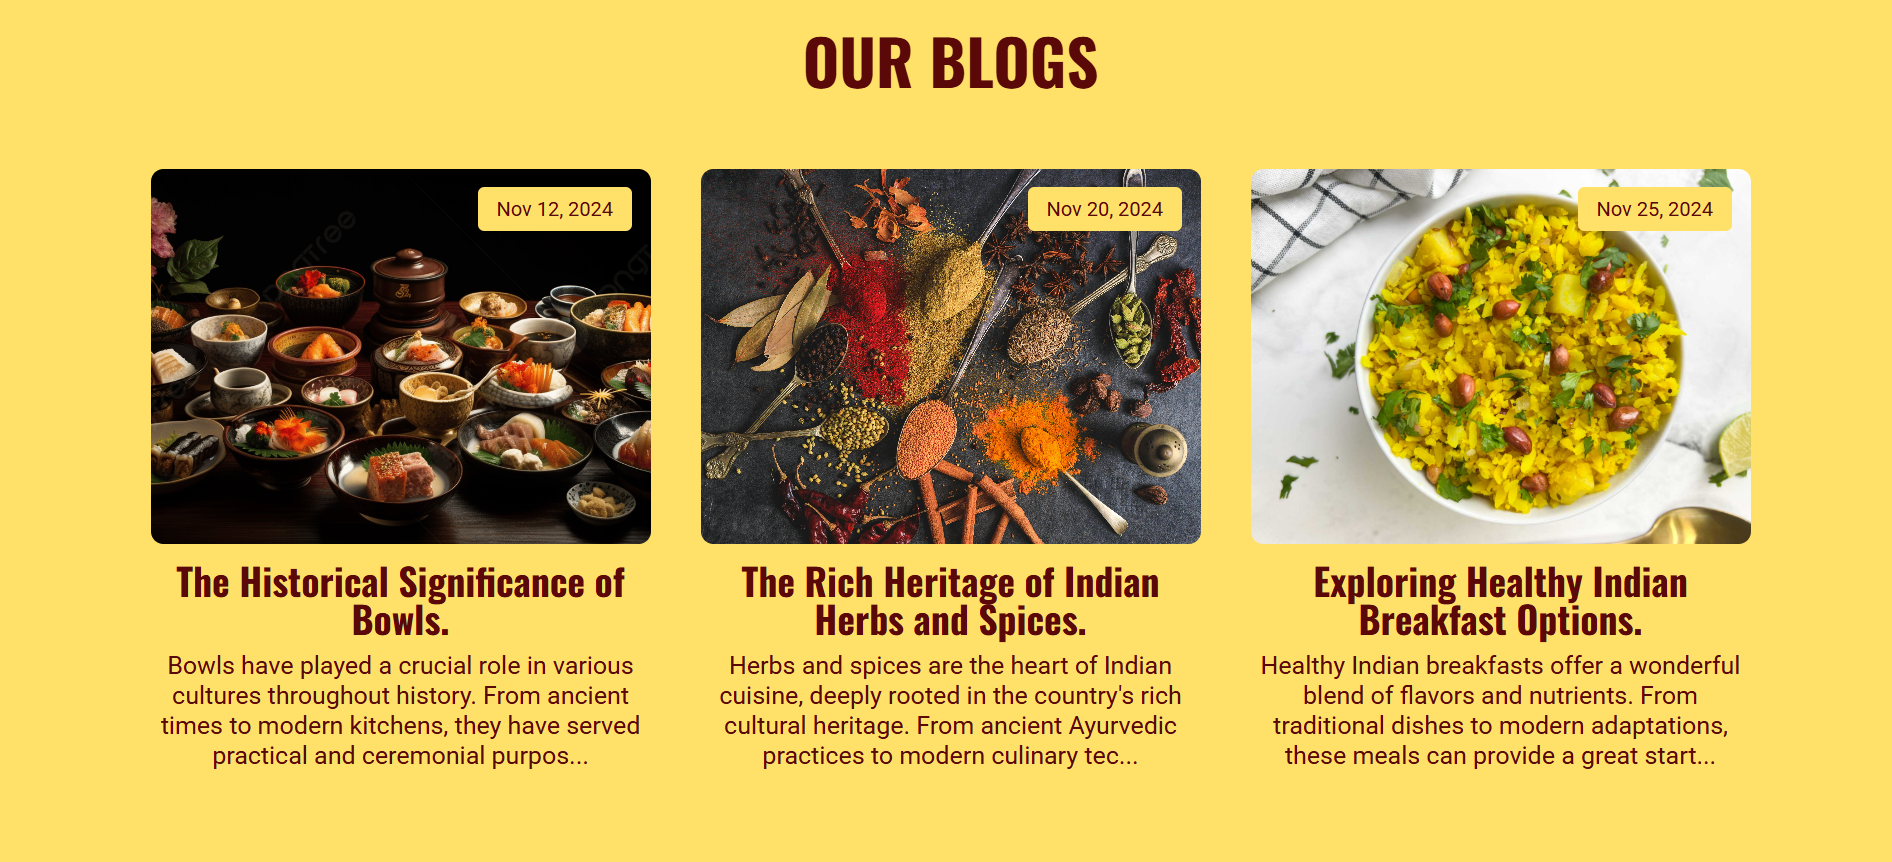 OUR BLOGS
Nov 12, 2024
The Historical Significance of
Bowls.
Bowls have played a crucial role in various
cultures throughout history. From ancient
times to modern kitchens, they have served
practical and ceremonial purpos...
Nov 20, 2024
The Rich Heritage of Indian
Herbs and Spices.
Herbs and spices are the heart of Indian
cuisine, deeply rooted in the country's rich
cultural heritage. From ancient Ayurvedic
practices to modern culinary tec...
Nov 25, 2024
Exploring Healthy Indian
Breakfast Options.
Healthy Indian breakfasts offer a wonderful
blend of flavors and nutrients. From
traditional dishes to modern adaptations,
these meals can provide a great start...